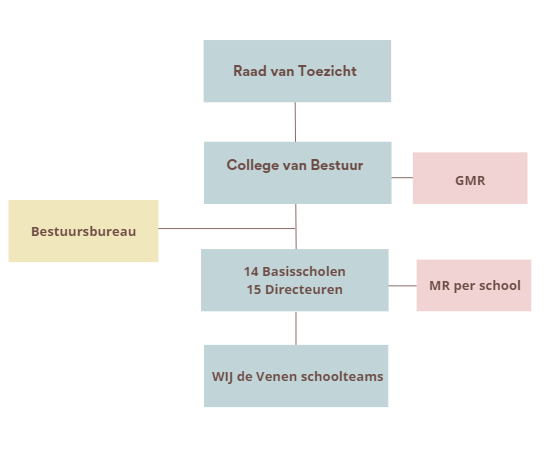 Raad van Toezicht
College van Bestuur
GMR
Bestuursbureau
14 Basisscholen
15 Directeuren
MR per school
WIJ de Venen schoolteams